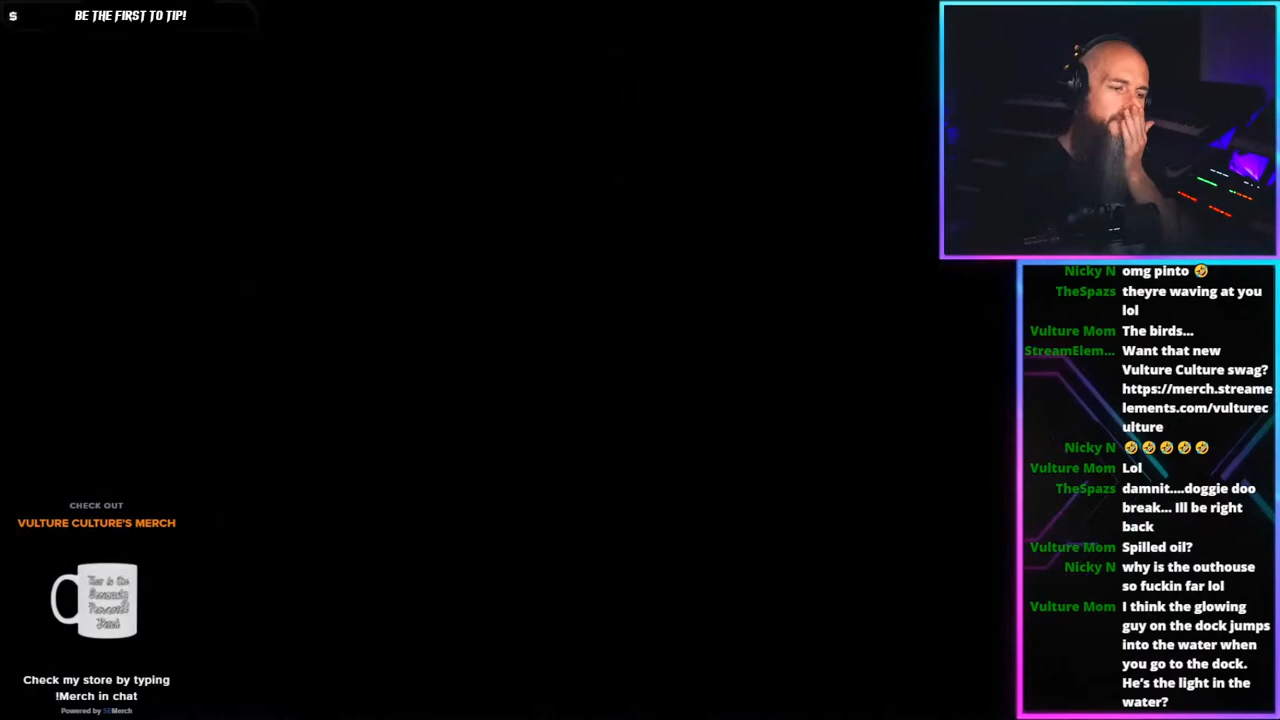 $
BE THE FIRST TO TIP!
Nicky N omg pinto 🤣
TheSpazs theyre waving at you
lol
Vulture Mom The birds...
StreamElem... Want that new
Vulture Culture swag?
https://merch.streame
lements.com/vulturec
ulture
Nicky N 🤣🤣🤣🤣🤣
Vulture Mom Lol
TheSpazs damnit....doggie doo
break... Ill be right
back
Vulture Mom Spilled oil?
Nicky N why is the outhouse
so fuckin far lol
Vulture Mom I think the glowing
guy on the dock jumps
into the water when
you go to the dock.
He's the light in the
water?
CHECK OUT
VULTURE CULTURE'S MERCH
This is the
Check my store by typing
!Merch in chat
Powered by SEMerch